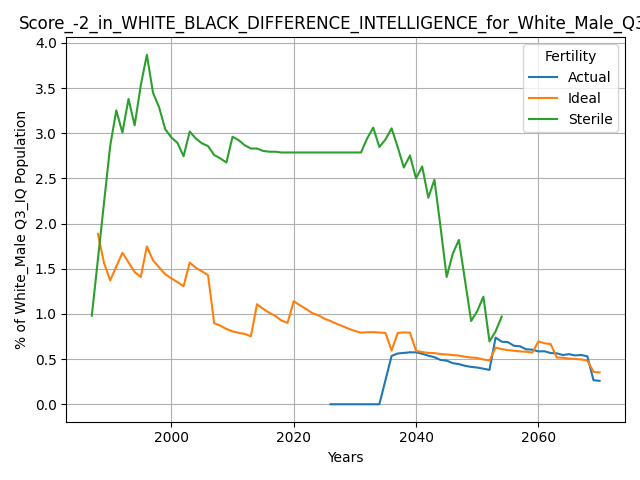 Score_-2_in_WHITE_BLACK_DIFFERENCE_INTELLIGENCE_for_White_Male_Q3
4.0
3.5
3.0
2.5
2.0
1.5
1.0
0.5
0.0
% of White_Male Q3_IQ Population
Fertility
Actual
Ideal
Sterile
2000
2020
2040
2060
Years